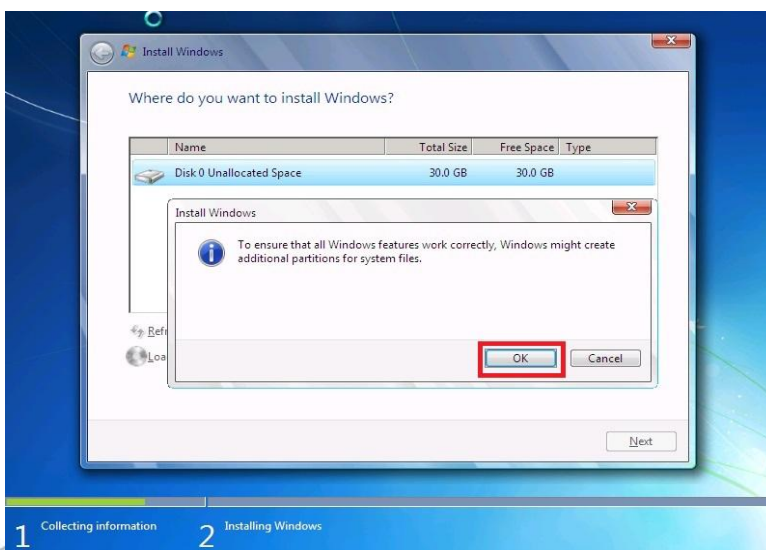 Install Windows
Where do you want to install Windows?
Name Total Size Free Space Type
Disk 0 Unallocated Space 30.0 GB 30.0 GB
Install Windows
To ensure that all Windows features work correctly, Windows might create
additional partitions for system files.
Refr
Loa
OK Cancel
Next
1 Collecting information 2 Installing Windows